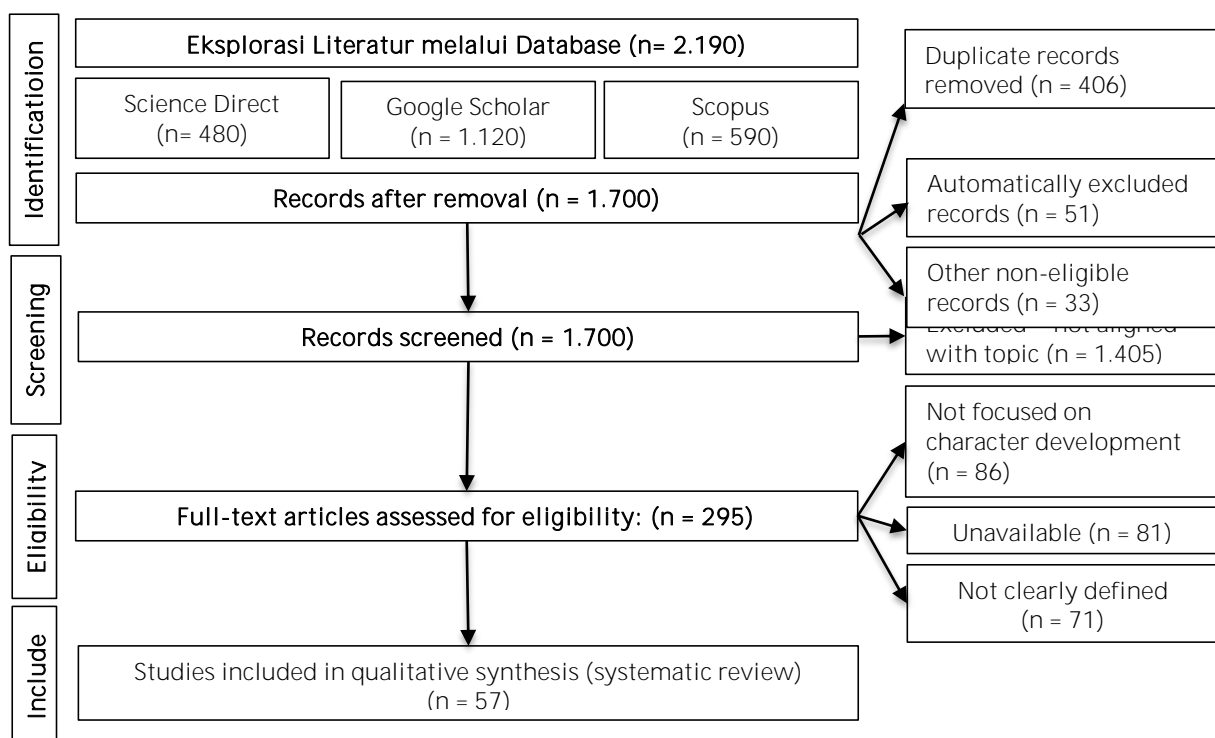 Identificatioion
Eksplorasi Literatur melalui Database (n= 2.190)
Science Direct
(n= 480)
Google Scholar
(n = 1.120)
Scopus
(n = 590)
Records after removal (n = 1.700)
Duplicate records
removed (n = 406)
Automatically excluded
records (n = 51)
Other non-eligible
records (n = 33)
Screening
Records screened (n = 1.700)
Excluded – not aligned
with topic (n = 1.405)
Eligibility
Full-text articles assessed for eligibility: (n = 295)
Not focused on
character development
(n = 86)
Unavailable (n = 81)
Not clearly defined
(n = 71)
Include
Studies included in qualitative synthesis (systematic review)
(n = 57)